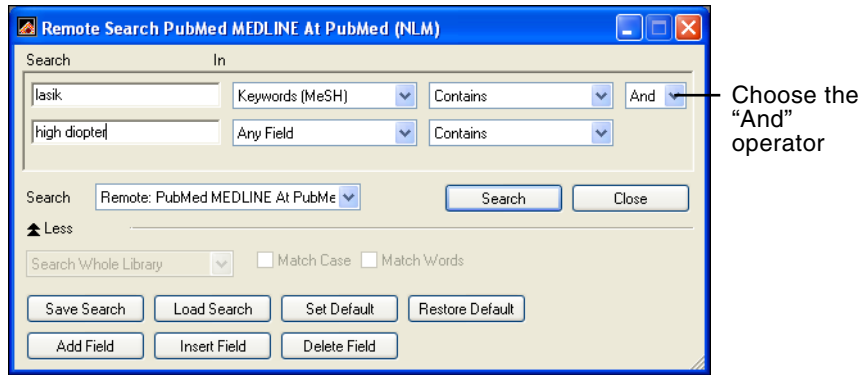 Remote Search PubMed MEDLINE At PubMed (NLM)
Search In
lasik Keywords (MeSH) Contains And
high diopter Any Field Contains
Choose the
“And”
operator
Search Remote: PubMed MEDLINE At PubMe Search Close
Less
Search Whole Library Match Case Match Words
Save Search Load Search Set Default Restore Default
Add Field Insert Field Delete Field